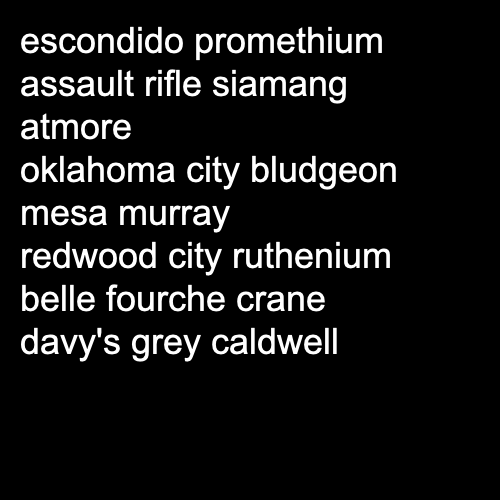 escondido promethium
assault rifle siamang
atmore
oklahoma city bludgeon
mesa murray
redwood city ruthenium
belle fourche crane
davy's grey caldwell